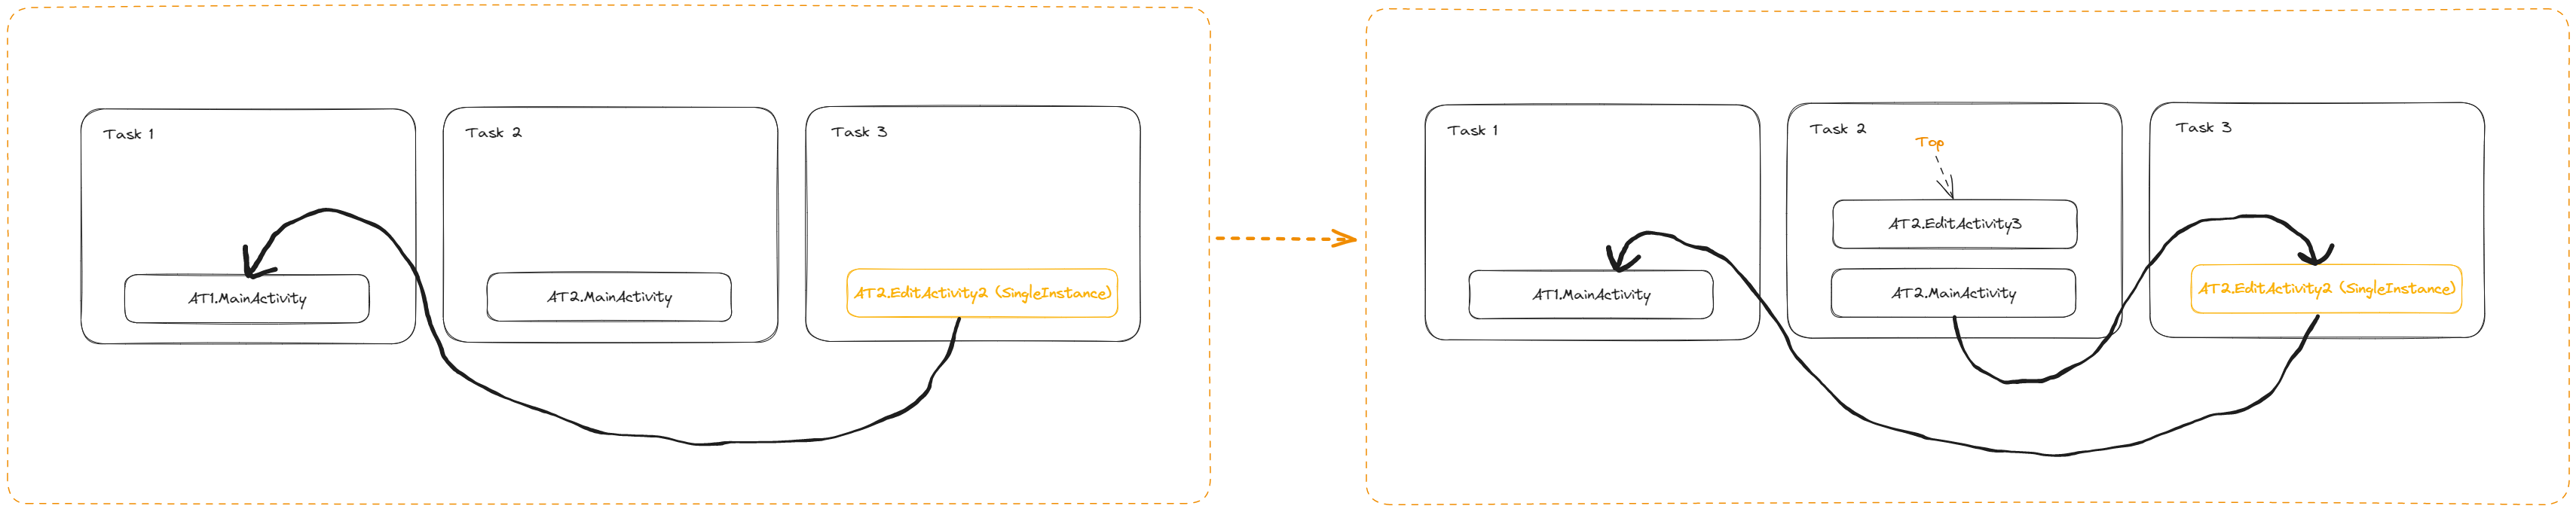 Task 1
Task 2
Task 3
AT1.MainActivity
AT2.MainActivity
AT2.EditActivity2 (SingleInstance)
Task 1
Task 2
Task 3
Top
AT2.EditActivity3
AT1.MainActivity
AT2.MainActivity
AT2.EditActivity2 (SingleInstance)